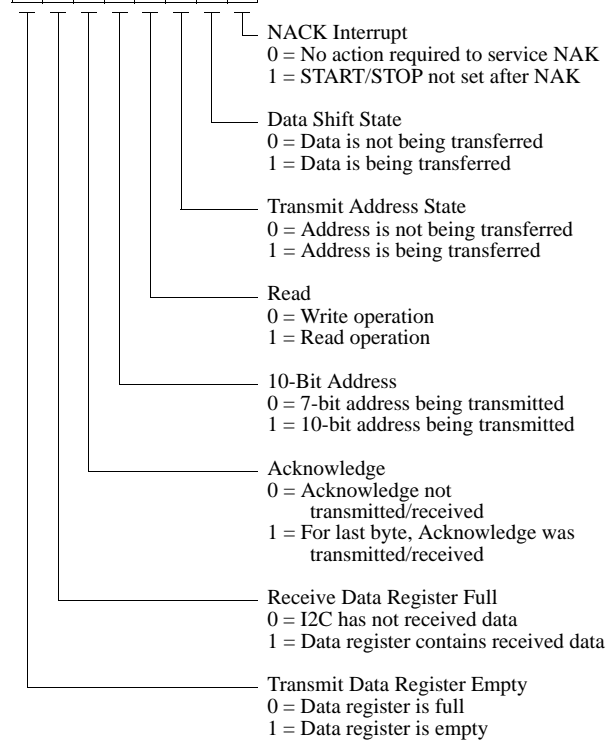 NACK Interrupt
0 = No action required to service NAK
1 = START/STOP not set after NAK
Data Shift State
0 = Data is not being transferred
1 = Data is being transferred
Transmit Address State
0 = Address is not being transferred
1 = Address is being transferred
Read
0 = Write operation
1 = Read operation
10-Bit Address
0 = 7-bit address being transmitted
1 = 10-bit address being transmitted
Acknowledge
0 = Acknowledge not
transmitted/received
1 = For last byte, Acknowledge was
transmitted/received
Receive Data Register Full
0 = I2C has not received data
1 = Data register contains received data
Transmit Data Register Empty
0 = Data register is full
1 = Data register is empty